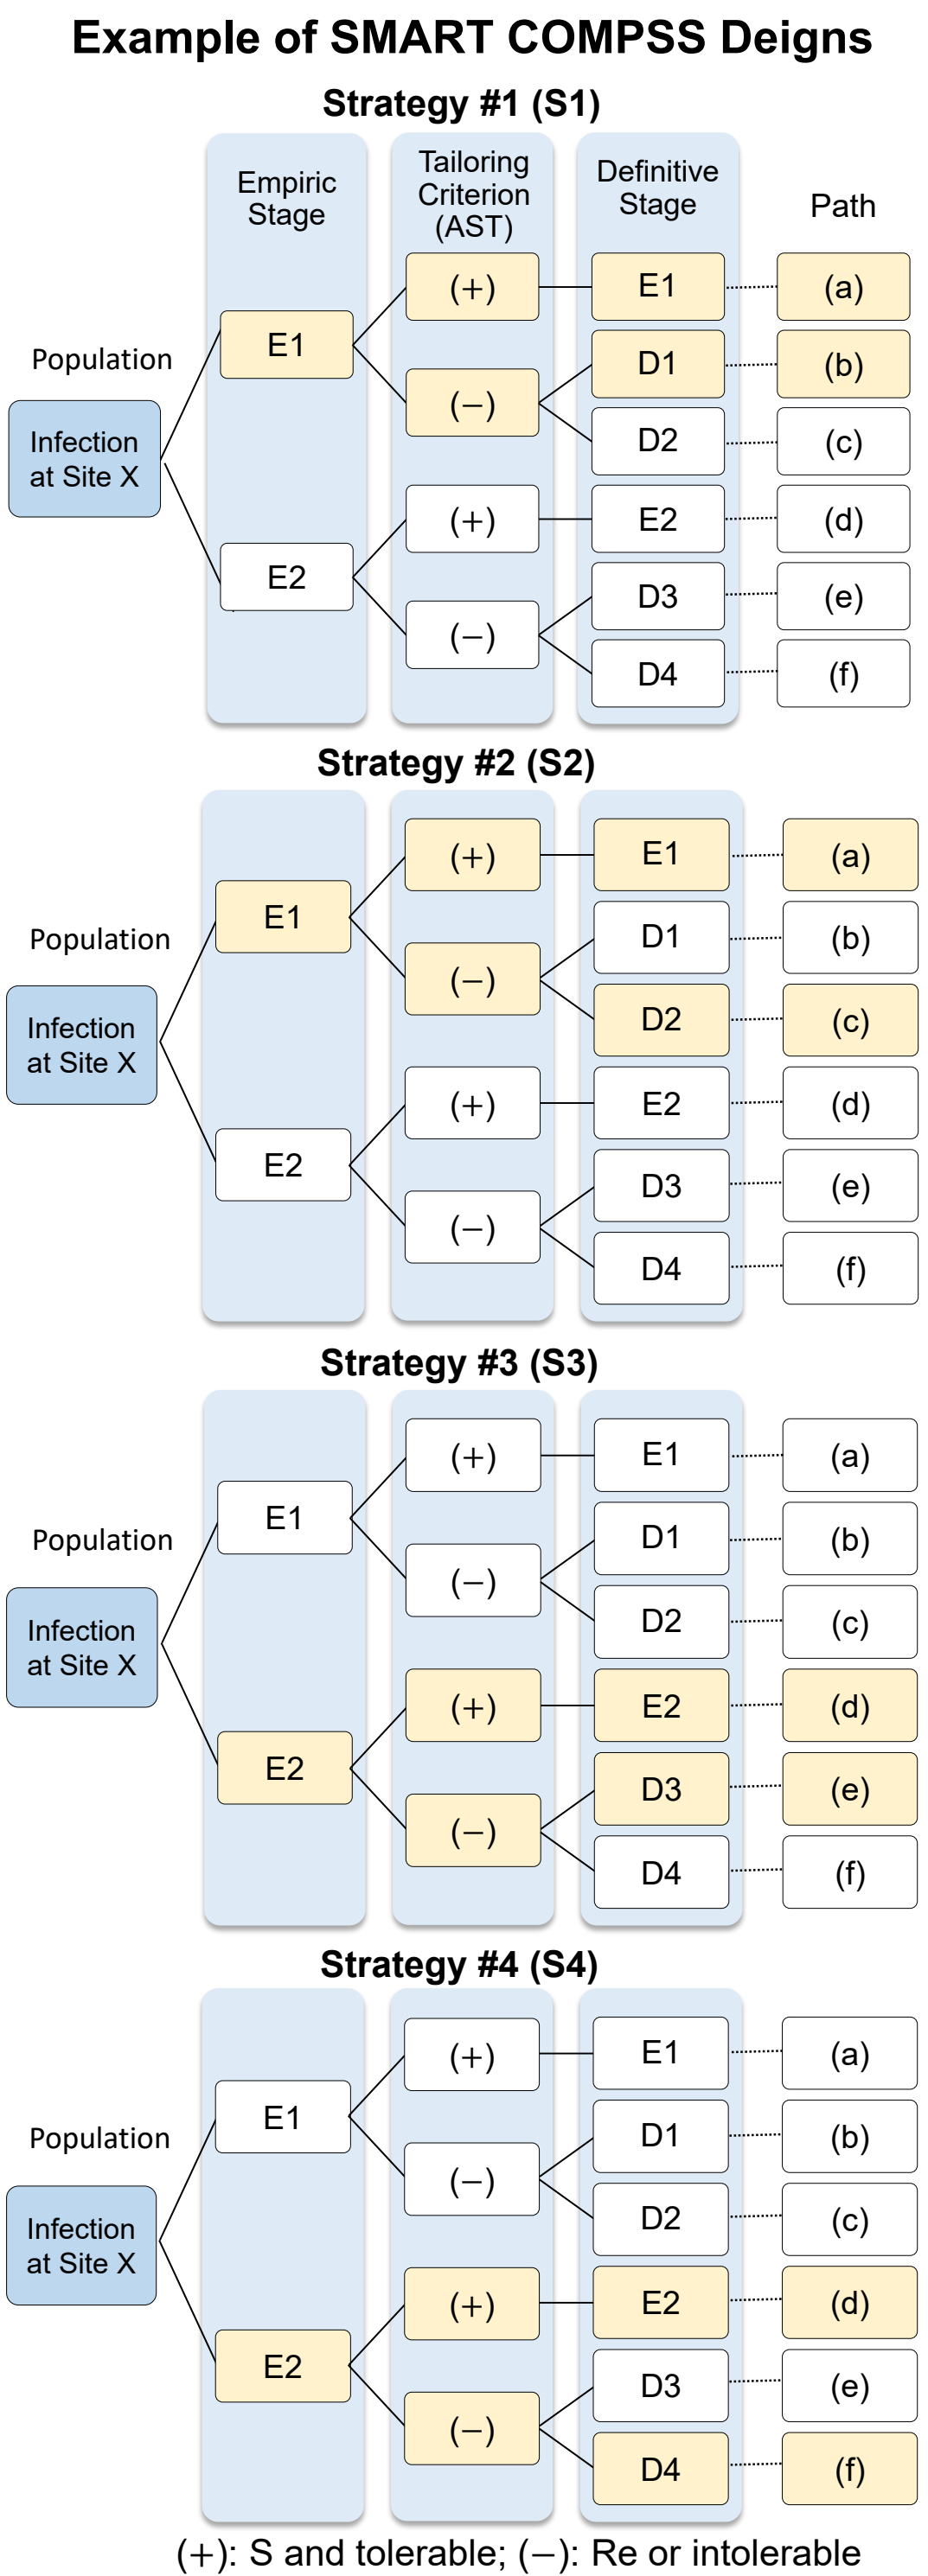 Example of SMART COMPSS Deigns
Strategy #1 (S1)
Empiric
Stage
Tailoring
Criterion
(AST)
Definitive
Stage
Path
Population
Infection
at Site X
E1
E2
(+)
(−)
(+)
(−)
E1
D1
D2
E2
D3
D4
(a)
(b)
(c)
(d)
(e)
(f)
Strategy #2 (S2)
Population
Infection
at Site X
E1
E2
(+)
(−)
(+)
(−)
E1
D1
D2
E2
D3
D4
(a)
(b)
(c)
(d)
(e)
(f)
Strategy #3 (S3)
Population
Infection
at Site X
E1
E2
(+)
(−)
(+)
(−)
E1
D1
D2
E2
D3
D4
(a)
(b)
(c)
(d)
(e)
(f)
Strategy #4 (S4)
Population
Infection
at Site X
E1
E2
(+)
(−)
(+)
(−)
E1
D1
D2
E2
D3
D4
(a)
(b)
(c)
(d)
(e)
(f)
(+): S and tolerable; (−): Re or intolerable